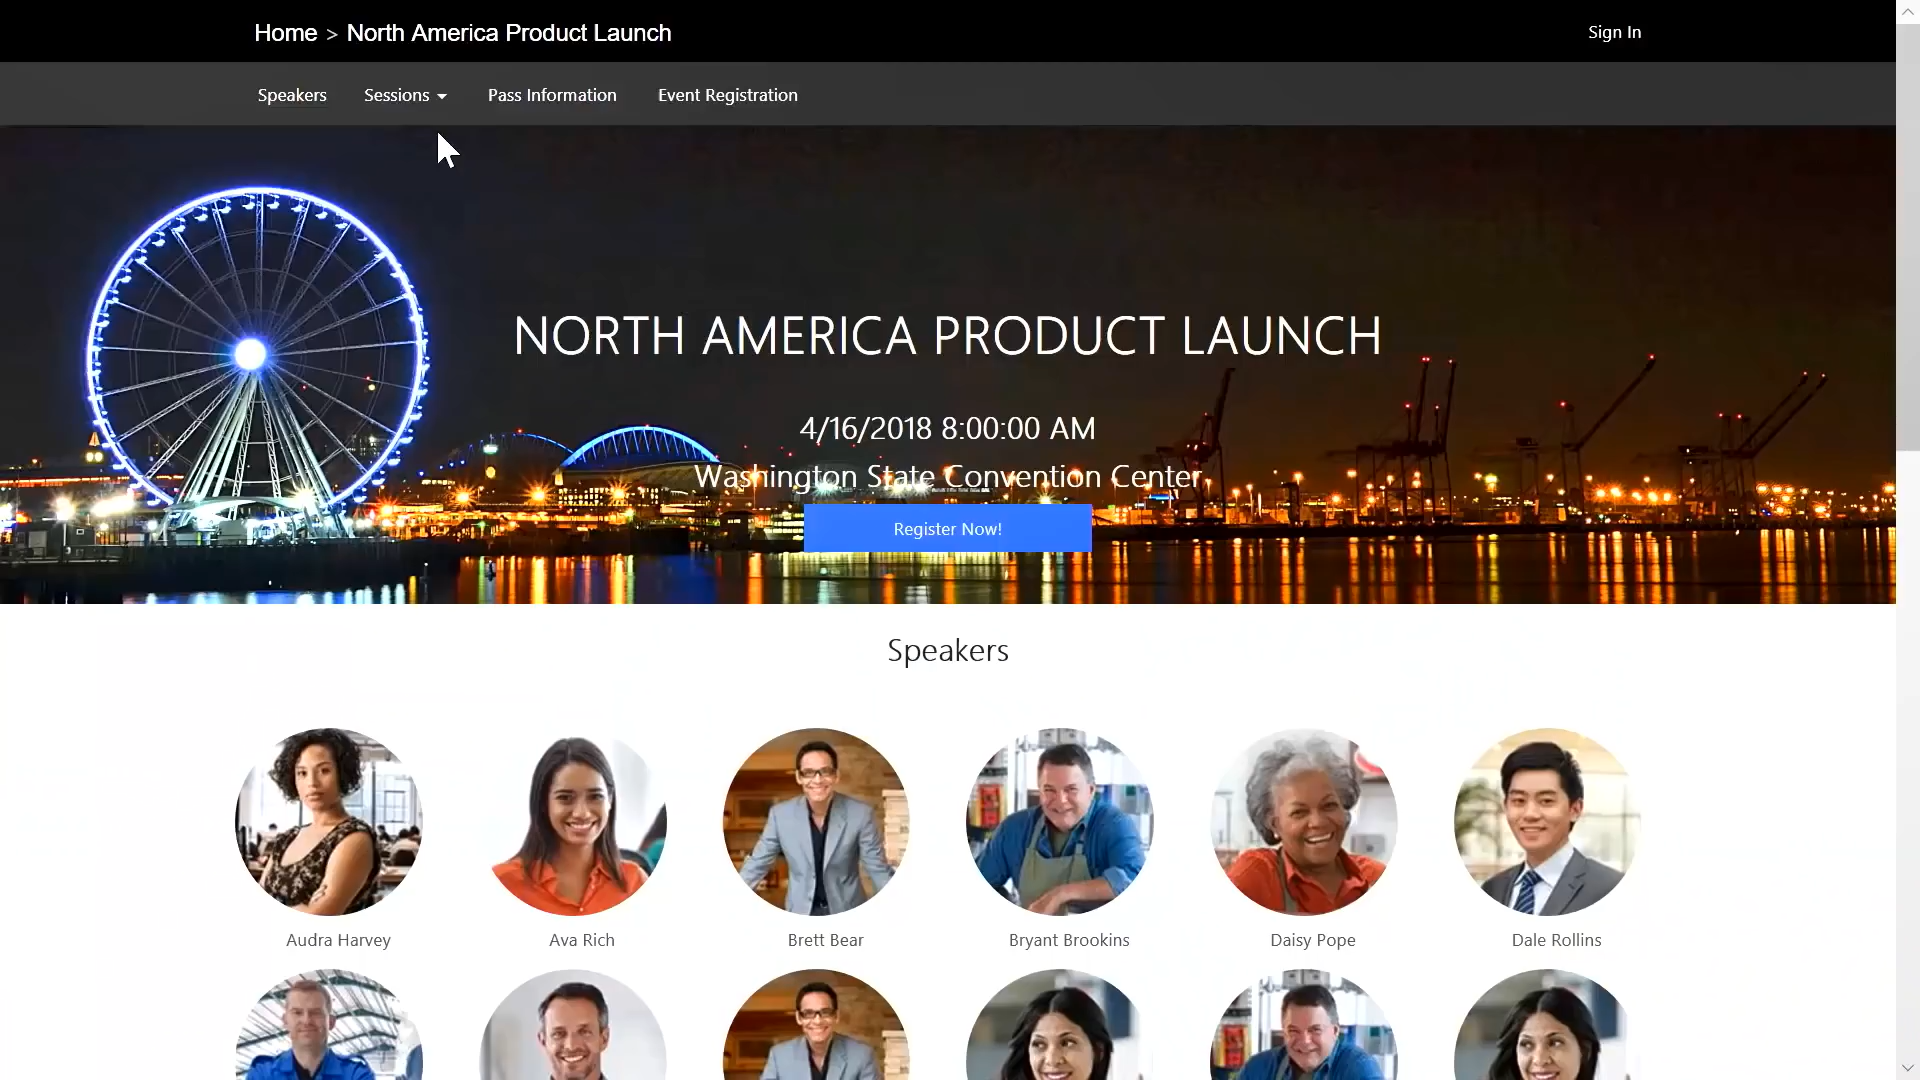 Home > North America Product Launch
Sign In
Speakers
Sessions
Pass Information
Event Registration
NORTH AMERICA PRODUCT LAUNCH
4/16/2018 8:00:00 AM
Washington State Convention Center
Register Now!
Speakers
Audra Harvey
Ava Rich
Brett Bear
Bryant Brookins
Daisy Pope
Dale Rollins